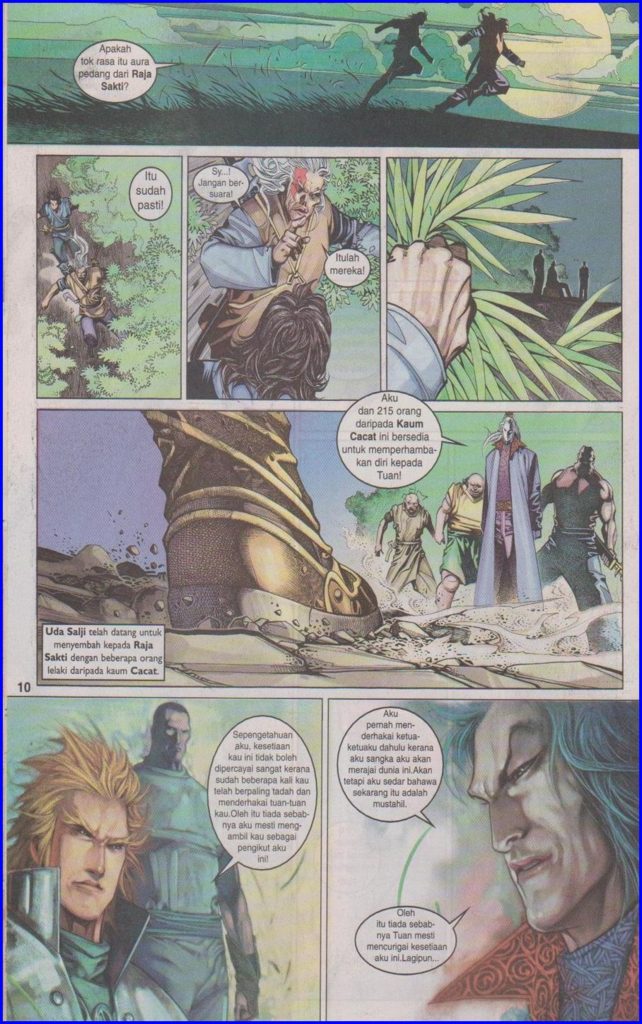 Apakah
tok rasa itu aura
pedang dari Raja
Sakti?
Itu
sudah
pasti!
Sy...!
Jangan ber-
suara!
Itulah
mereka!
Aku
dan 215 orang
daripada Kaum
Cacat ini bersedia
untuk memperhamba-
kan diri kepada
Tuan!
Uda Salji telah datang untuk
menyembah kepada Raja
Sakti dengan beberapa orang
lelaki daripada kaum Cacat.
10
Sepengetahuan
aku, kesetiaan
kau ini tidak boleh
dipercayai sangat kerana
sudah beberapa kali kau
telah berpaling tadah dan
menderhakai tuan-tuan
kau.Oleh itu tiada sebab-
nya aku mesti meng-
ambil kau sebagai
pengikut aku
ini!
Aku
pernah men-
derhakai ketua-
ketuaku dahulu kerana
aku sangka aku akan
merajai dunia ini.Akan
tetapi aku sedar bahawa
sekarang itu adalah
mustahil.
Oleh
itu tiada sebab-
nya Tuan mesti
mencurigai kesetiaan
aku ini.Lagipun...